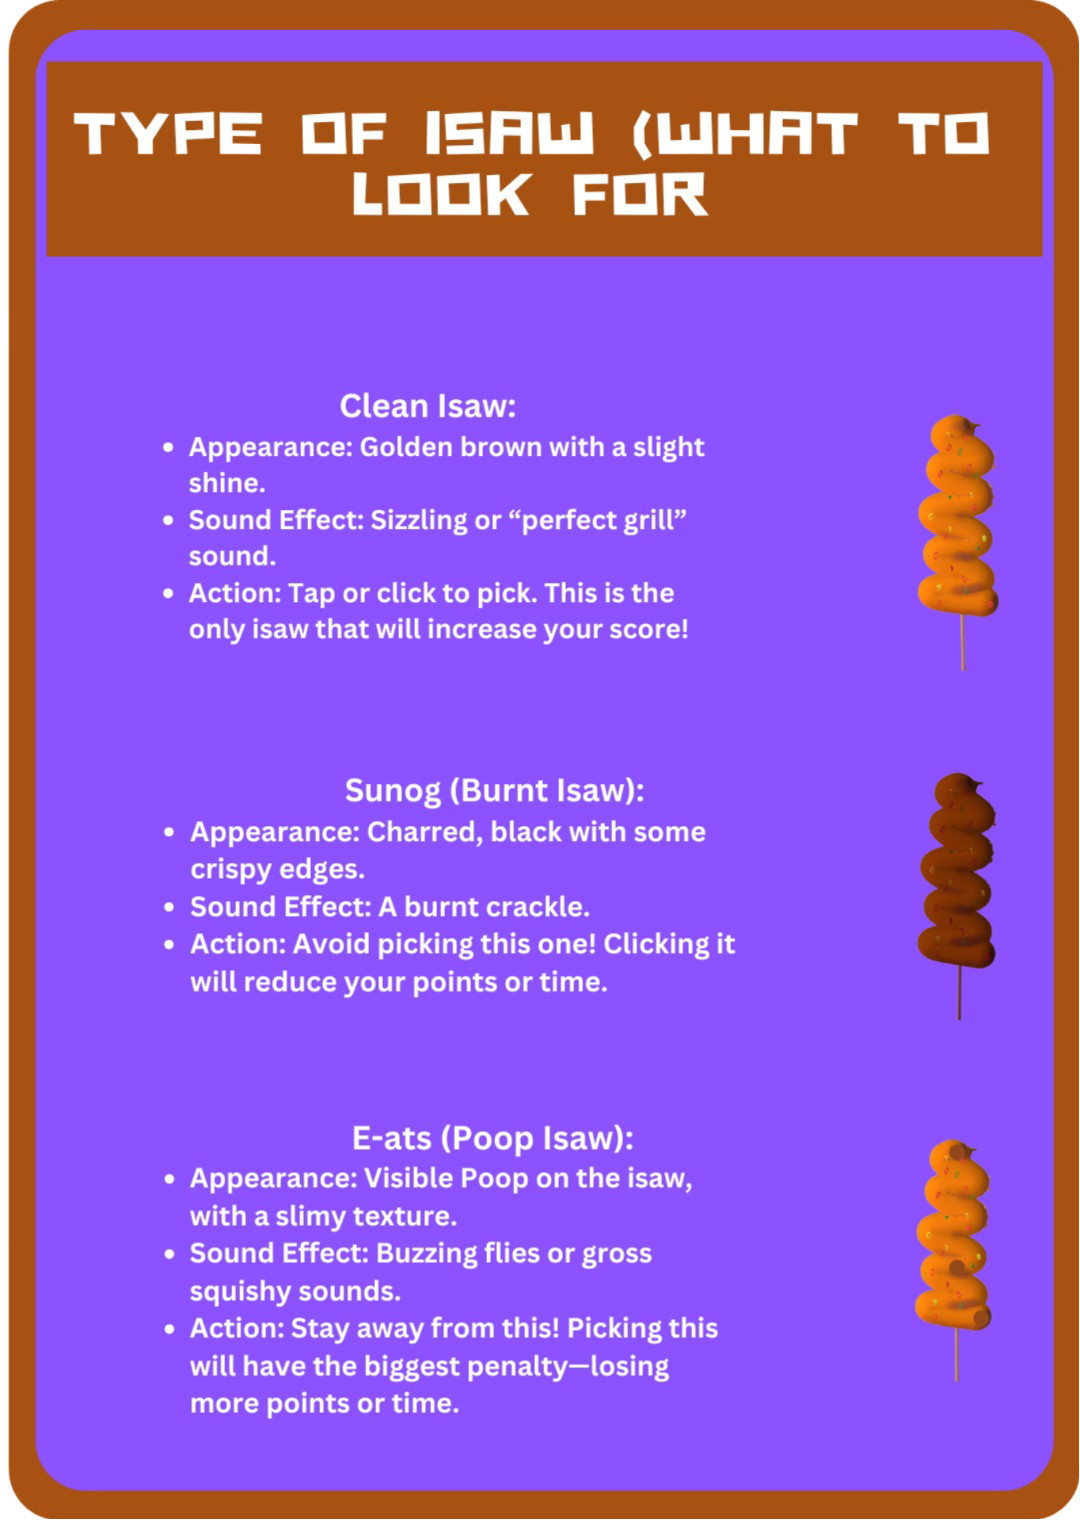 TYPE OF ISAW (WHAT TO
LOOK FOR
Clean Isaw:
• Appearance: Golden brown with a slight
shine.
• Sound Effect: Sizzling or “perfect grill”
sound.
• Action: Tap or click to pick. This is the
only isaw that will increase your score!
Sunog (Burnt Isaw):
• Appearance: Charred, black with some
crispy edges.
• Sound Effect: A burnt crackle.
• Action: Avoid picking this one! Clicking it
will reduce your points or time.
E-ats (Poop Isaw):
• Appearance: Visible Poop on the isaw,
with a slimy texture.
• Sound Effect: Buzzing flies or gross
squishy sounds.
• Action: Stay away from this! Picking this
will have the biggest penalty—losing
more points or time.